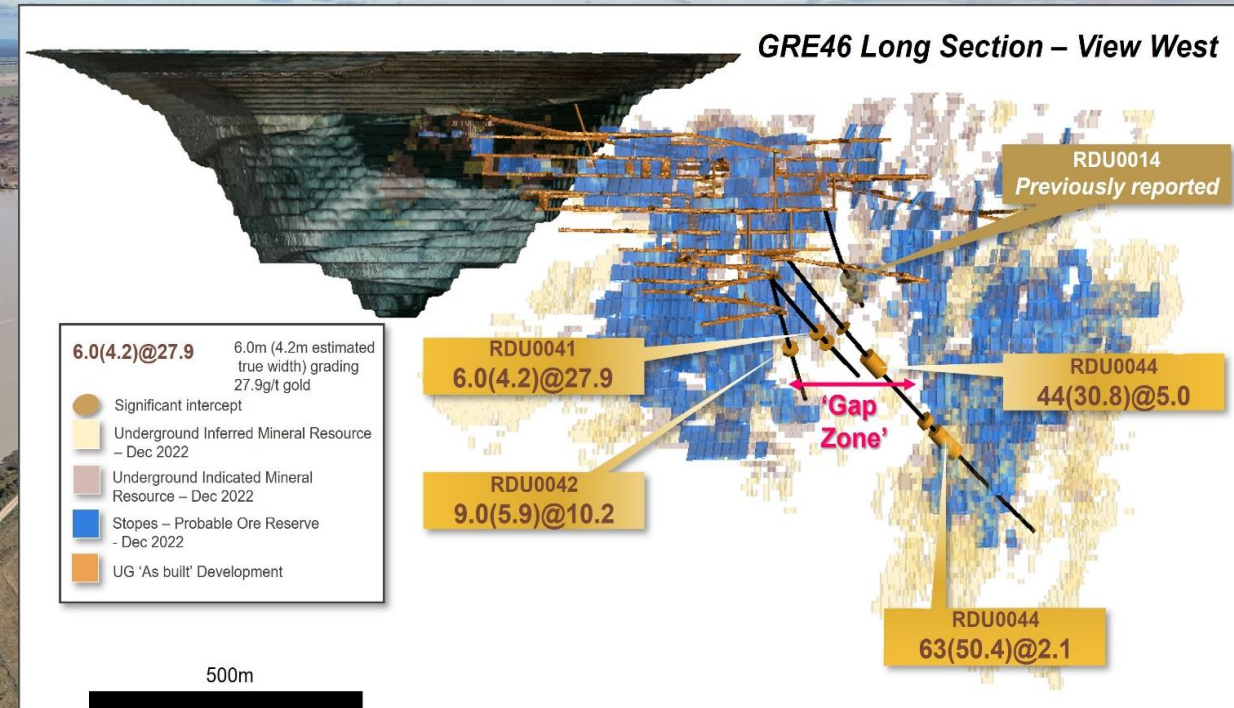 GRE46 Long Section – View West
RDU0014
Previously reported
6.0(4.2)@27.9
6.0m (4.2m estimated
true width) grading
27.9g/t gold
Significant intercept
Underground Inferred Mineral Resource
– Dec 2022
Underground Indicated Mineral
Resource – Dec 2022
Stopes – Probable Ore Reserve
- Dec 2022
UG 'As built' Development
RDU0041
6.0(4.2)@27.9
RDU0044
44(30.8)@5.0
'Gap
Zone'
RDU0042
9.0(5.9)@10.2
RDU0044
63(50.4)@2.1
500m